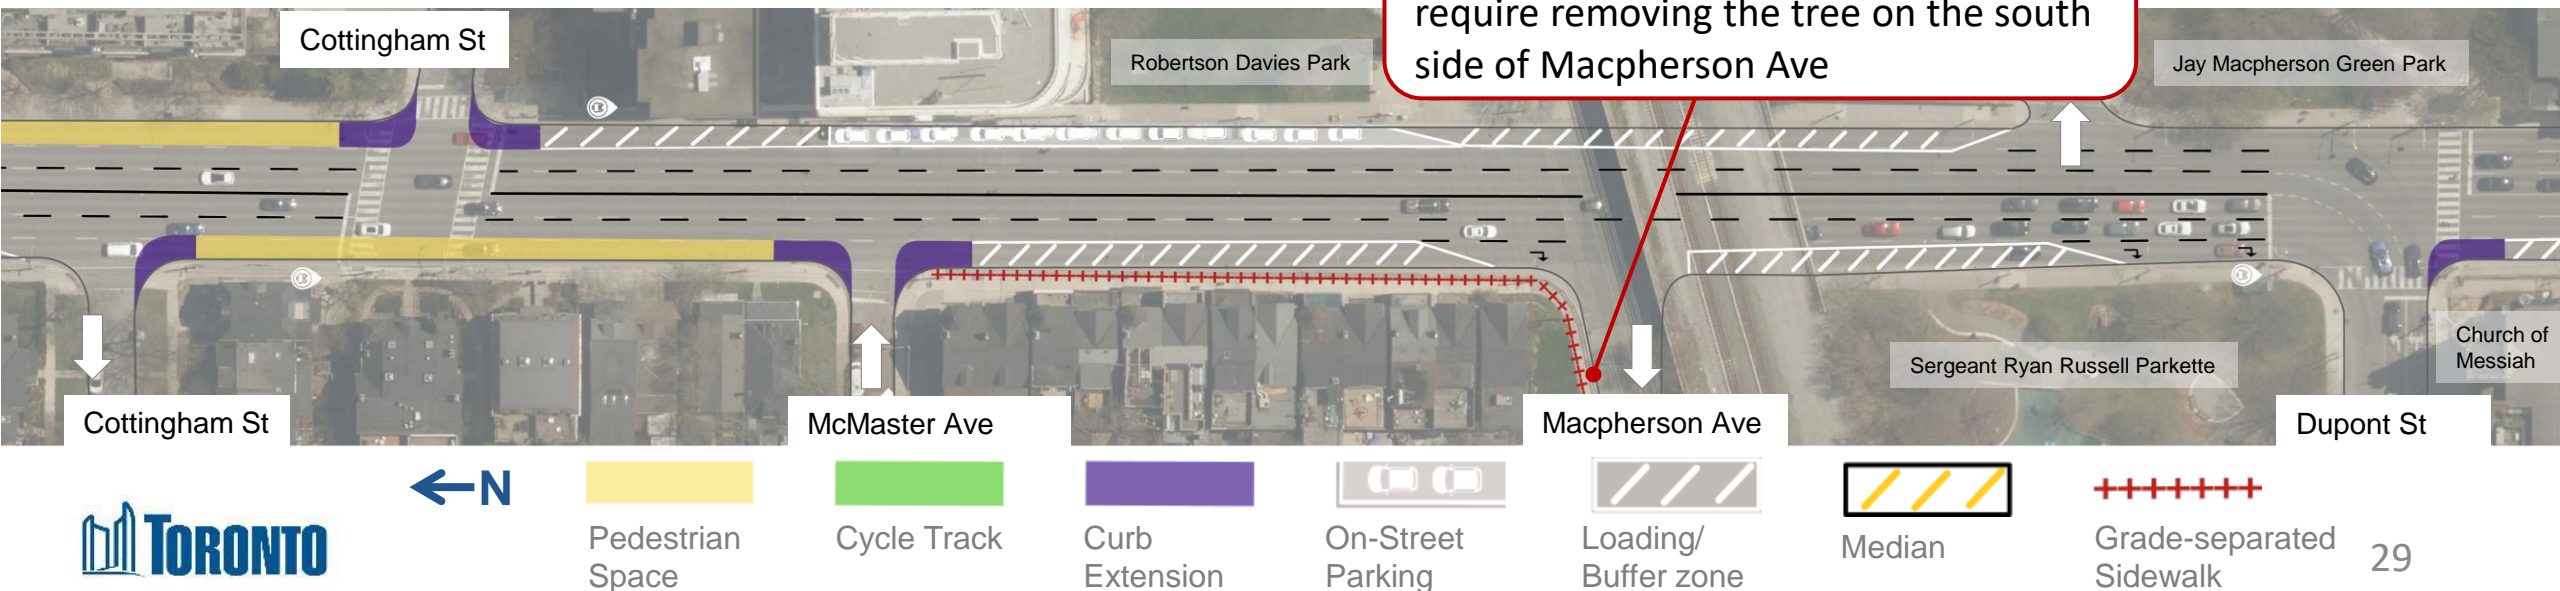 require removing the tree on the south
side of Macpherson Ave
Cottingham St
Robertson Davies Park
Jay Macpherson Green Park
Sergeant Ryan Russell Parkette
Church of
Messiah
Cottingham St
McMaster Ave
Macpherson Ave
Dupont St
TORONTO
N
Pedestrian
Space
Cycle Track
Curb
Extension
On-Street
Parking
Loading/
Buffer zone
Median
Grade-separated
Sidewalk
29